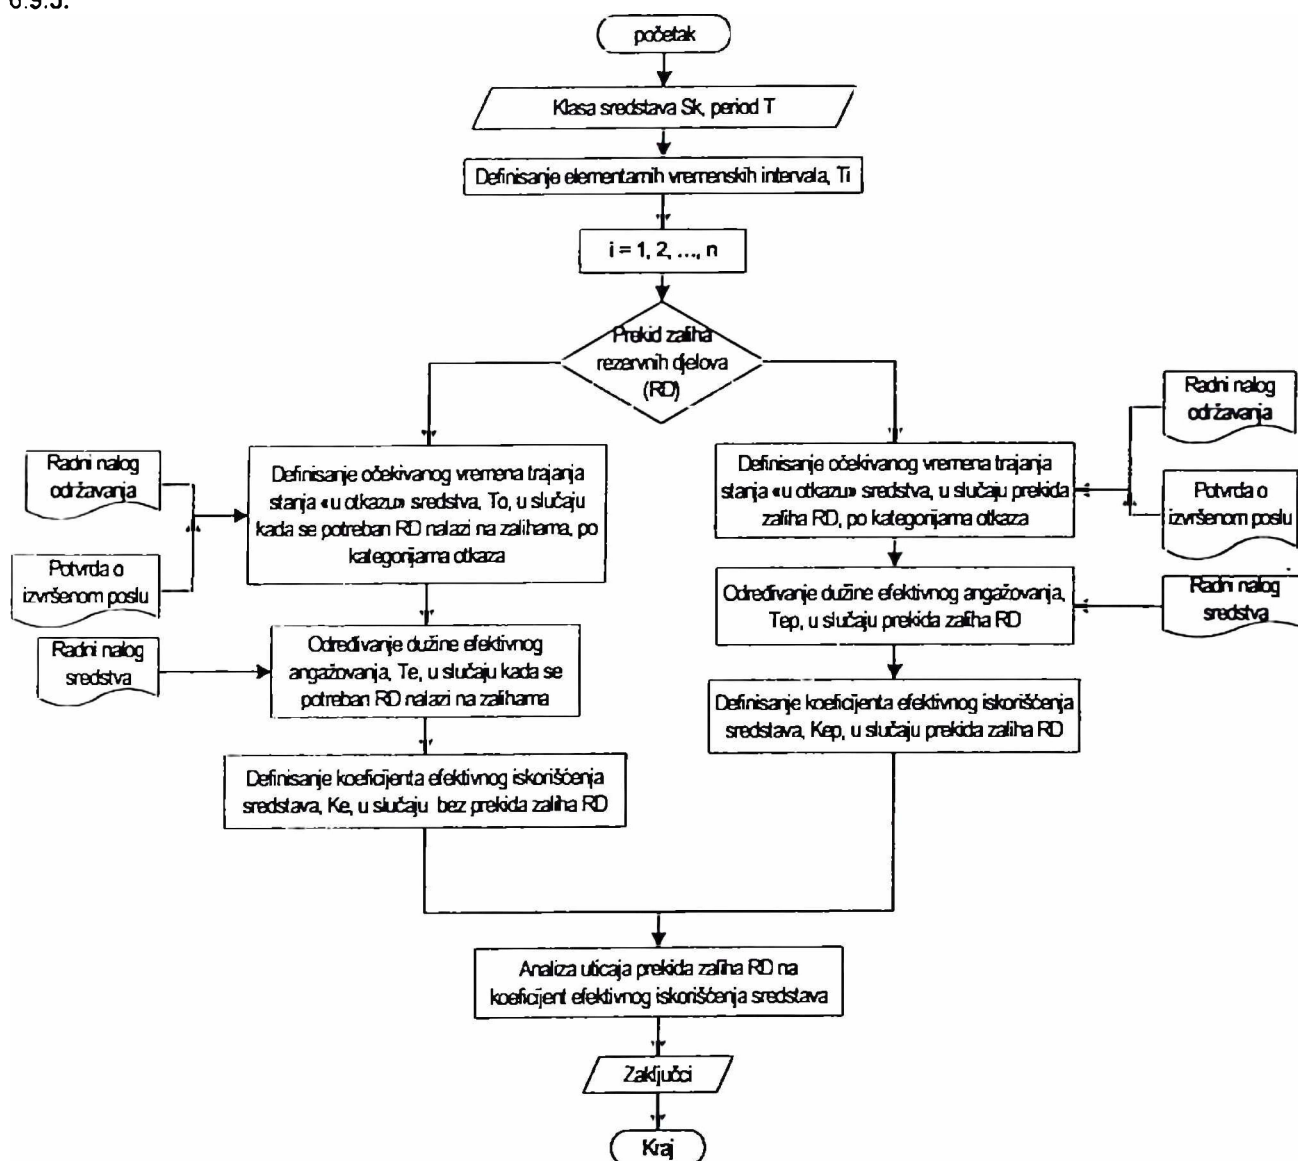 6.9.5.
početak
Klasa sredstava Sk, period T
Definisanje elementarnih vremenskih intervala, Ti
i = 1, 2, ..., n
Prekid zaliha
rezervnih djelova
(RD)
Radni nalog
održavanja
Potvrda o
izvršenom poslu
Definisanje očekivanog vremena trajanja
stanja «u otkazu» sredstva, To, u slučaju
kada se potreban RD nalazi na zalihama, po
kategorijama otkaza
Radni nalog
sredstva
Određivanje dužine efektivnog
angažovanja, Te, u slučaju kada se
potreban RD nalazi na zalihama
Definisanje koeficijenta efektivnog iskorišćenja
sredstava, Ke, u slučaju bez prekida zaliha RD
Definisanje očekivanog vremena trajanja
stanja «u otkazu» sredstva, u slučaju prekida
zaliha RD, po kategorijama otkaza
Radni nalog
održavanja
Potvrda o
izvršenom poslu
Određivanje dužine efektivnog angažovanja,
Tep, u slučaju prekida zaliha RD
Radni nalog
sredstva
Definisanje koeficijenta efektivnog iskorišćenja
sredstava, Kep, u slučaju prekida zaliha RD
Analiza uticaja prekida zaliha RD na
koeficijent efektivnog iskorišćenja sredstava
Zaključci
Kraj